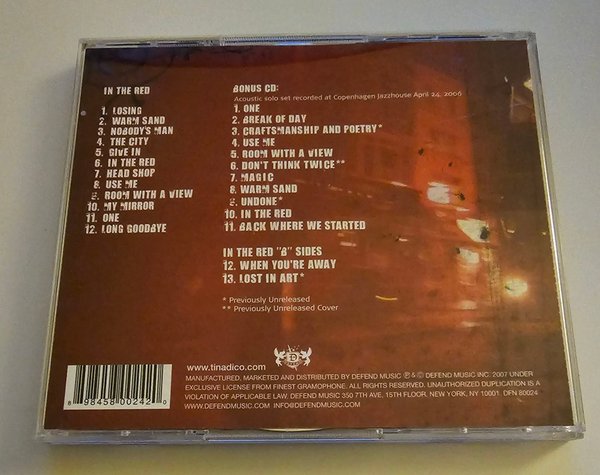 IN THE RED
1. LOSING
2. WARM SAND
3. NOBODY'S MAN
4. THE CITY
5. GIVE IN
6. IN THE RED
7. HEAD SHOP
8. USE ME
9. ROOM WITH A VIEW
10. MY MIRROR
11. ONE
12. LONG GOODBYE
BONUS CD:
Acoustic solo set recorded at Copenhagen Jazzhouse April 24, 2006
1. ONE
2. BREAK OF DAY
3. CRAFTSMANSHIP AND POETRY*
4. USE ME
5. ROOM WITH A VIEW
6. DON'T THINK TWICE**
7. MAGIC
8. WARM SAND
9. UNDONE*
10. IN THE RED
11. BACK WHERE WE STARTED
IN THE RED "B" SIDES
12. WHEN YOU'RE AWAY
13. LOST IN ART*
* Previously Unreleased
** Previously Unreleased Cover
www.tinadico.com
MANUFACTURED, MARKETED AND DISTRIBUTED BY DEFEND MUSIC ℗ & © DEFEND MUSIC INC. 2007 UNDER
EXCLUSIVE LICENSE FROM FINEST GRAMOPHONE. ALL RIGHTS RESERVED. UNAUTHORIZED DUPLICATION IS A
VIOLATION OF APPLICABLE LAW. DEFEND MUSIC 350 7TH AVE, 15TH FLOOR, NEW YORK, NY 10001 DFN 80024
WWW.DEFENDMUSIC.COM INFO@DEFENDMUSIC.COM
8 98458 00242 0